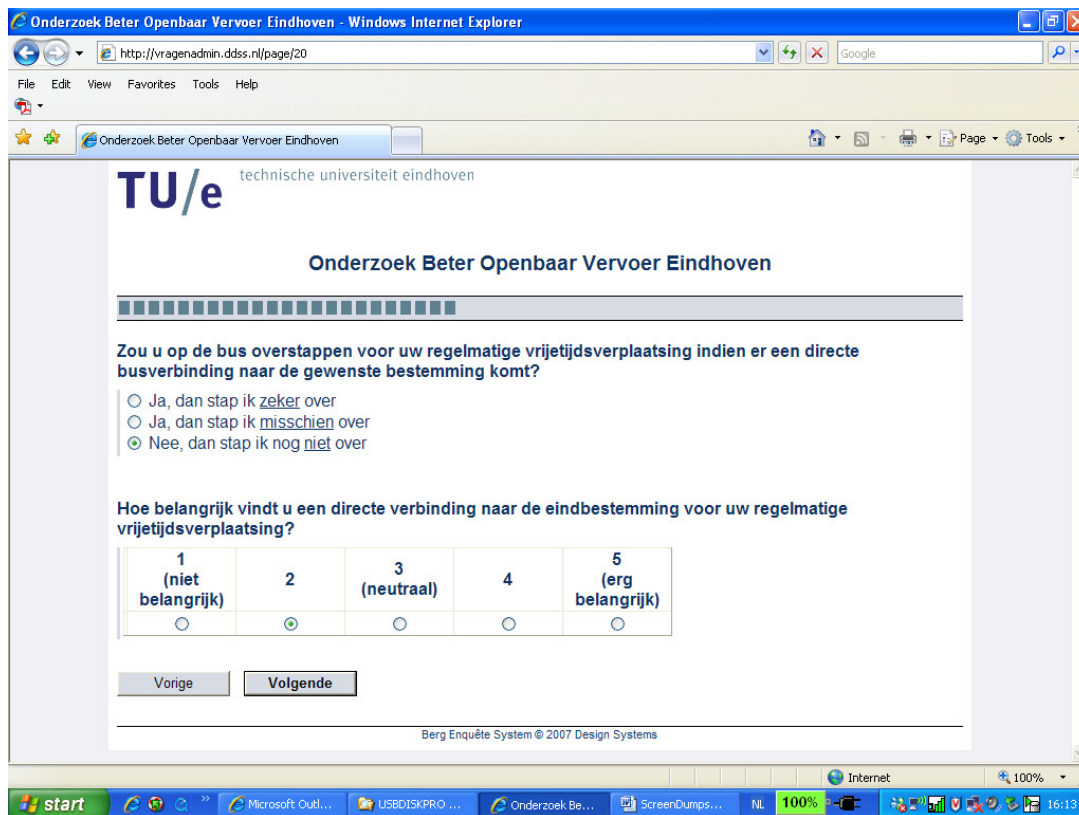 Onderzoek Beter Openbaar Vervoer Eindhoven - Windows Internet Explorer
http://vragenadmin.ddss.nl/page/20
Google
File Edit View Favorites Tools Help
Onderzoek Beter Openbaar Vervoer Eindhoven
Page Tools
TU/e technische universiteit eindhoven
Onderzoek Beter Openbaar Vervoer Eindhoven
Zou u op de bus overstappen voor uw regelmatige vrijetijdsverplaatsing indien er een directe
busverbinding naar de gewenste bestemming komt?
Ja, dan stap ik zeker over
Ja, dan stap ik misschien over
Nee, dan stap ik nog niet over
Hoe belangrijk vindt u een directe verbinding naar de eindbestemming voor uw regelmatige
vrijetijdsverplaatsing?
1 (niet belangrijk) 2 3 (neutraal) 4 5 (erg belangrijk)
Vorige Volgende
Berg Enquête System © 2007 Design Systems
Internet 100%
start Microsoft Outl... USBDISKPRO ... Onderzoek Be... ScreenDumps... NL 100% 16:13